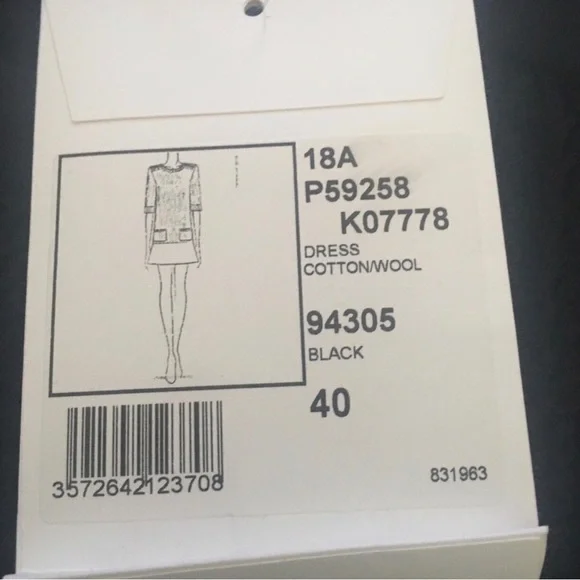 18A
P59258
K07778
DRESS
COTTON/WOOL
94305
BLACK
40
3572642123708
831963